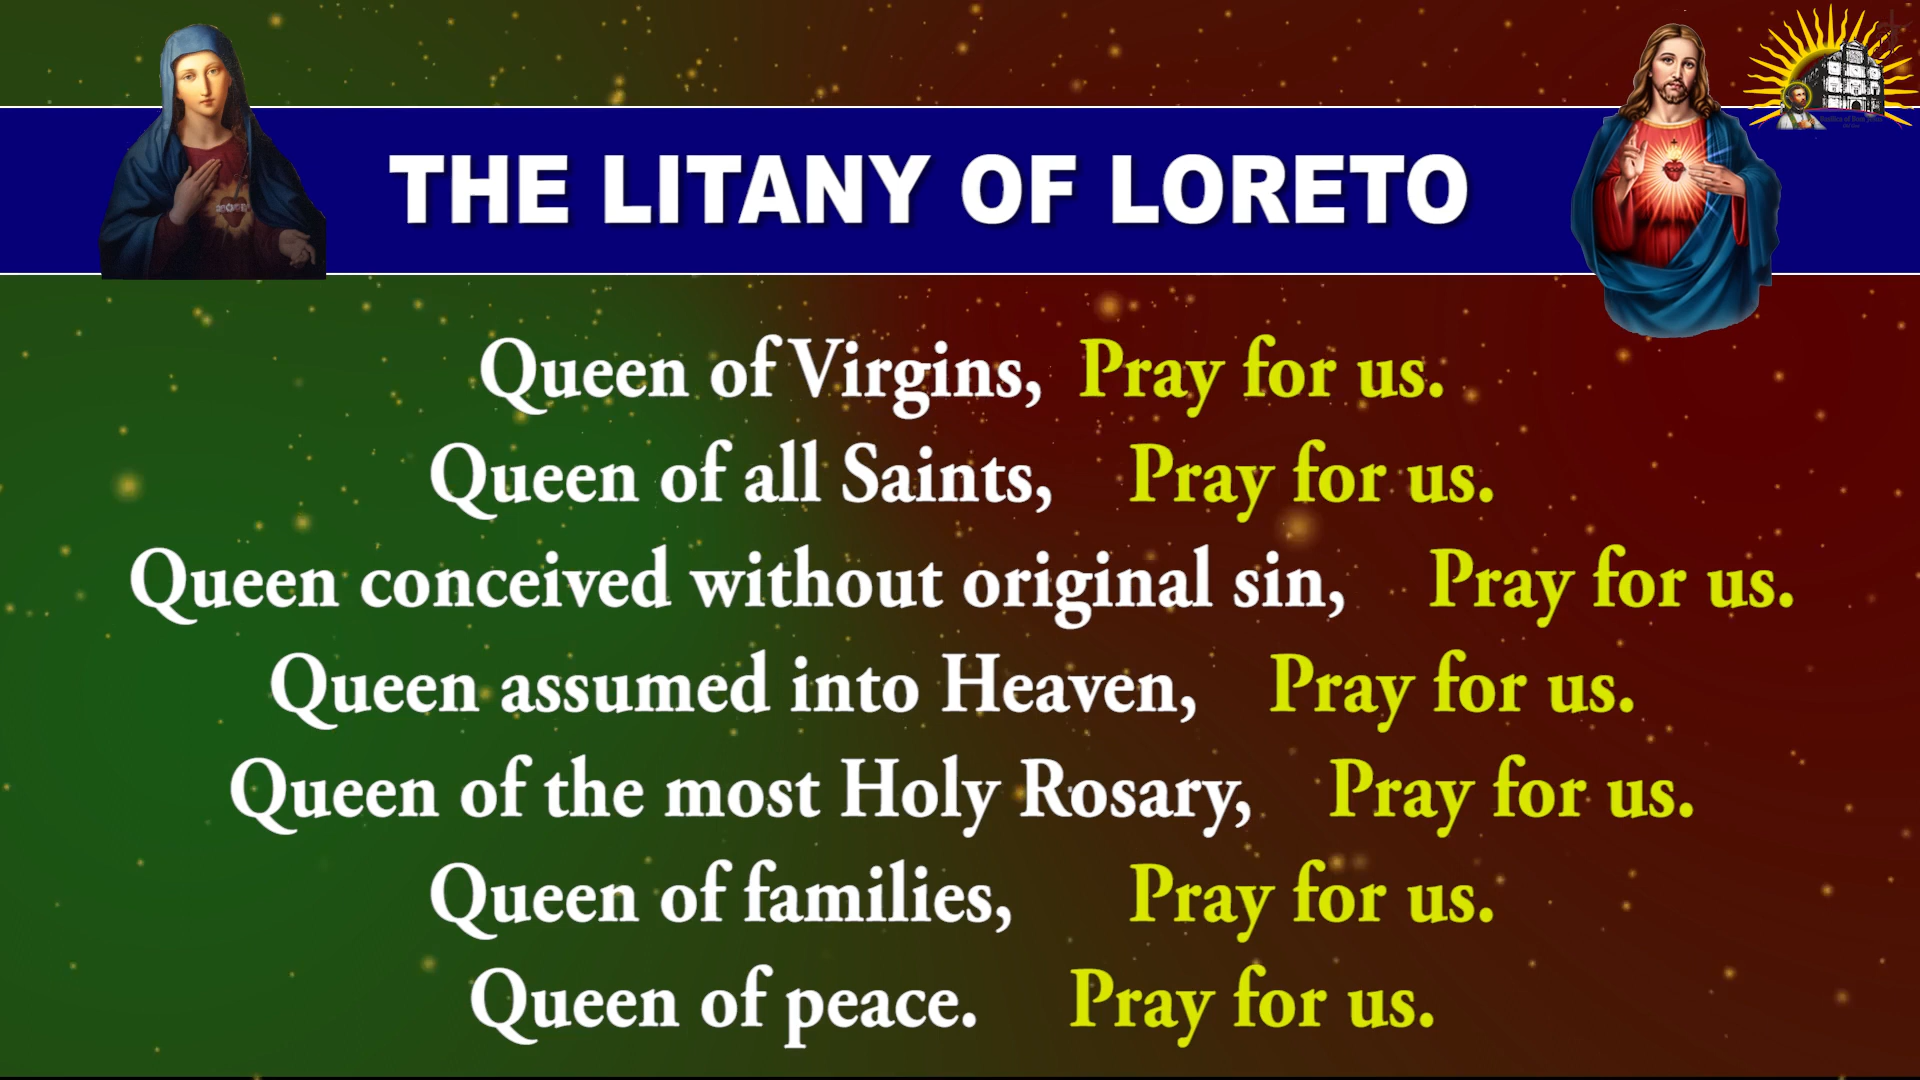 THE LITANY OF LORETO
Queen of Virgins, Pray for us.
Queen of all Saints, Pray for us.
Queen conceived without original sin, Pray for us.
Queen assumed into Heaven, Pray for us.
Queen of the most Holy Rosary, Pray for us.
Queen of families, Pray for us.
Queen of peace. Pray for us.